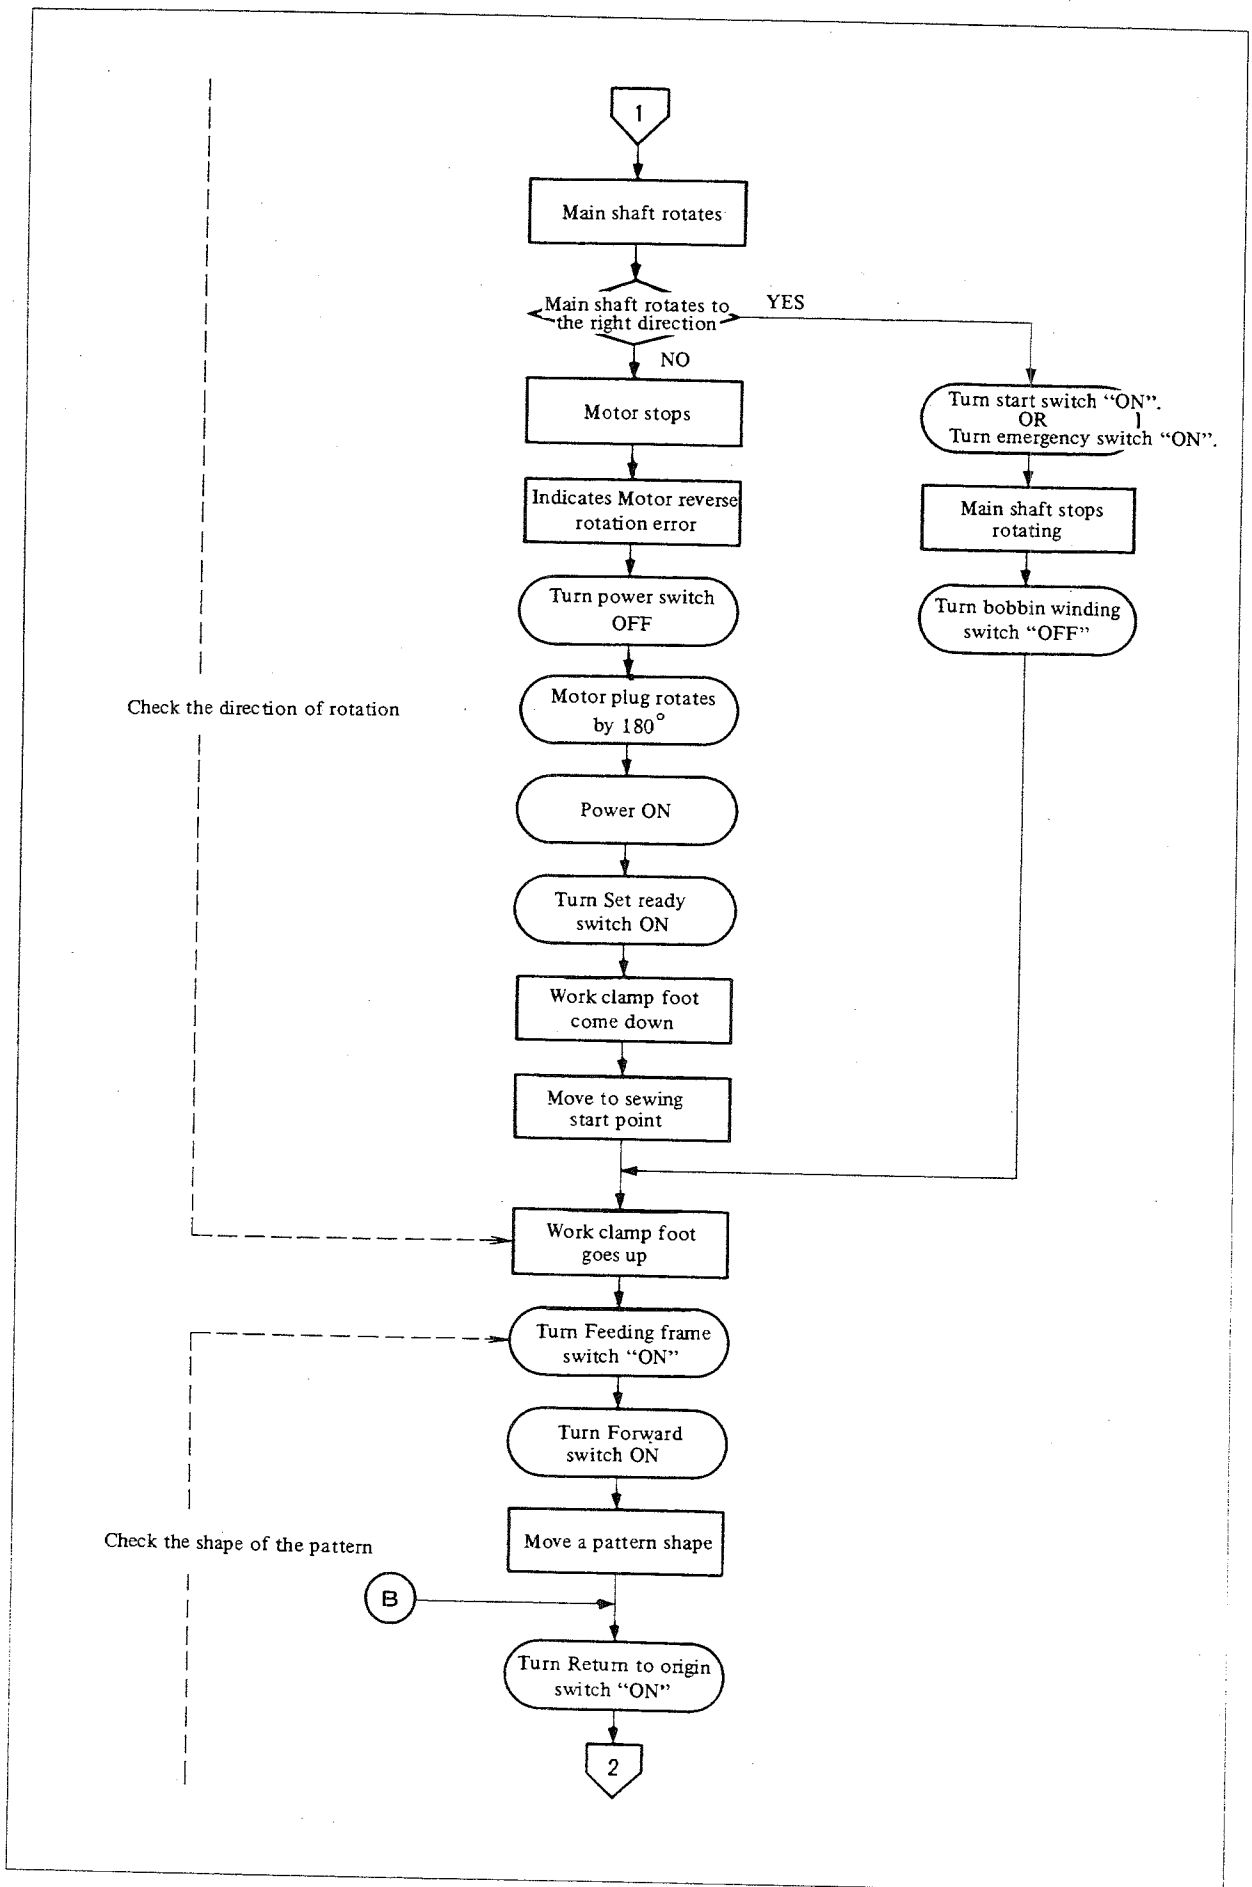 1
Main shaft rotates
Main shaft rotates to
the right direction
YES
NO
Motor stops
Turn start switch “ON”.
OR
Turn emergency switch “ON”.
Indicates Motor reverse
rotation error
Main shaft stops
rotating
Turn power switch
OFF
Turn bobbin winding
switch “OFF”
Check the direction of rotation
Motor plug rotates
by 180°
Power ON
Turn Set ready
switch ON
Work clamp foot
come down
Move to sewing
start point
Work clamp foot
goes up
Turn Feeding frame
switch “ON”
Turn Forward
switch ON
Check the shape of the pattern
Move a pattern shape
B
Turn Return to origin
switch “ON”
2